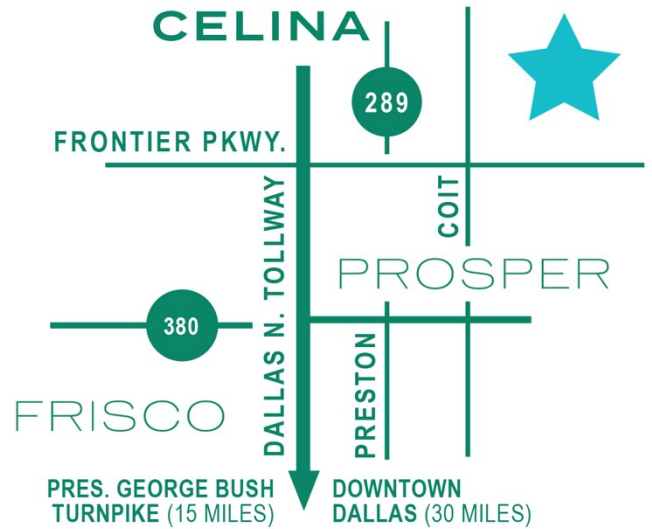 CELINA
289
FRONTIER PKWY.
COIT
DALLAS N. TOLLWAY
PROSPER
380
PRESTON
FRISCO
PRES. GEORGE BUSH
TURNPIKE (15 MILES)
DOWNTOWN
DALLAS (30 MILES)